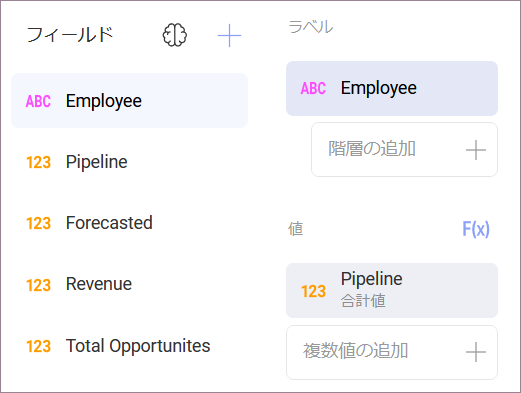 フィールド
ABC Employee
123 Pipeline
123 Forecasted
123 Revenue
123 Total Opportunites
ラベル
ABC Employee
階層の追加
値 F(x)
123 Pipeline
合計値
複数値の追加